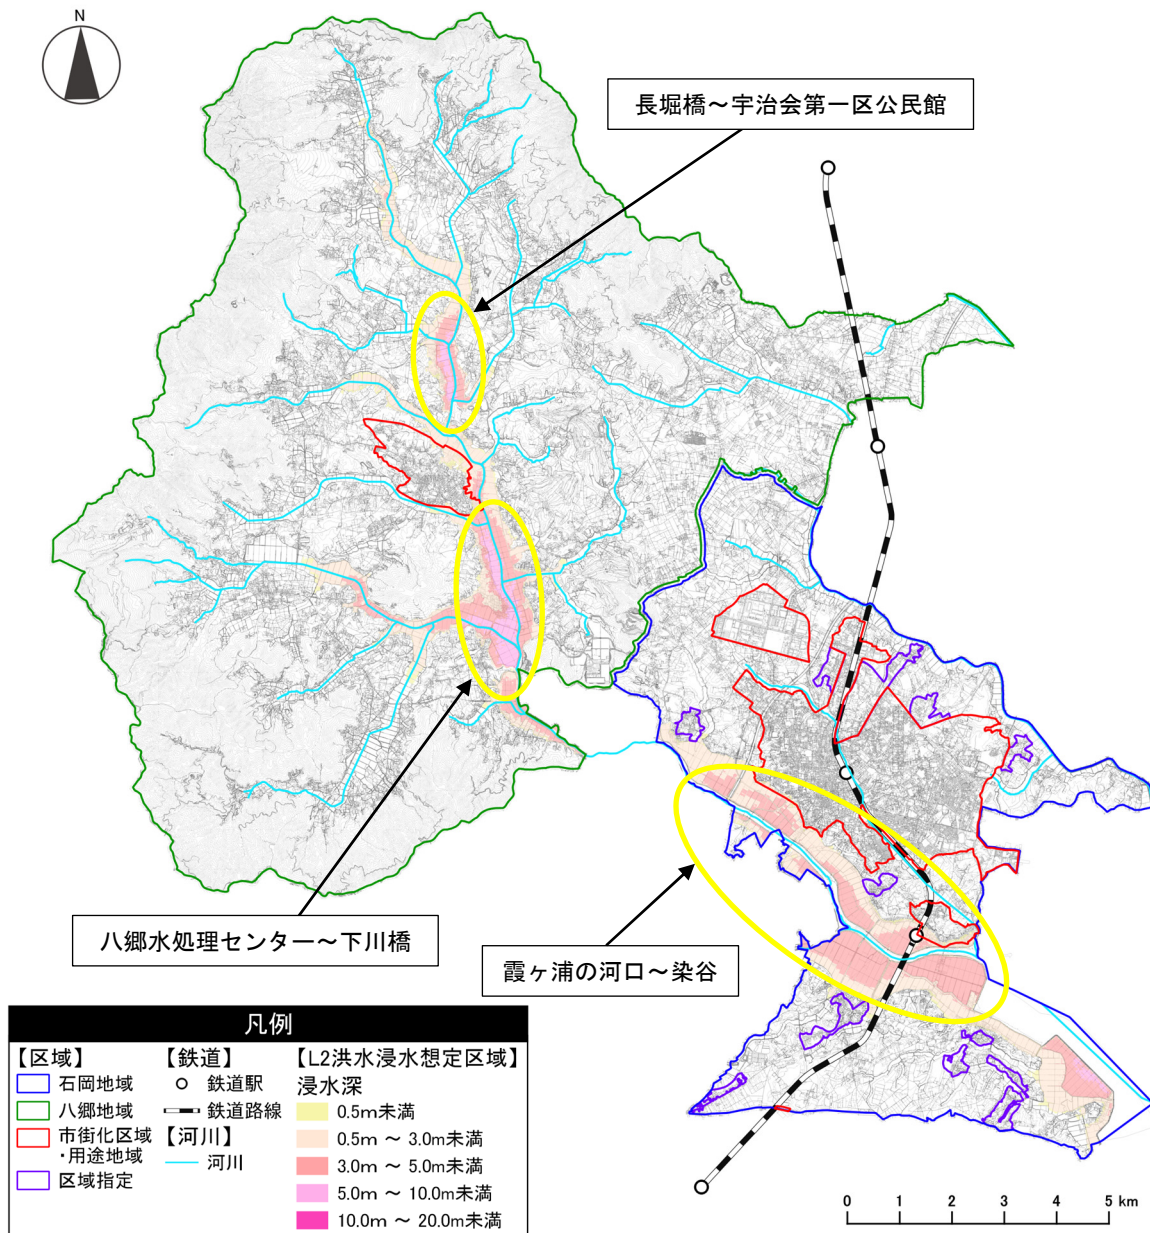 N
長堀橋～宇治会第一区公民館
八郷水処理センター～下川橋
霞ヶ浦の河口～染谷
凡例
【区域】
石岡地域
八郷地域
市街化区域
・用途地域
区域指定
【鉄道】
鉄道駅
鉄道路線
【河川】
河川
【L2洪水浸水想定区域】
浸水深
0.5m未満
0.5m ～ 3.0m未満
3.0m ～ 5.0m未満
5.0m ～ 10.0m未満
10.0m ～ 20.0m未満
0 1 2 3 4 5 km